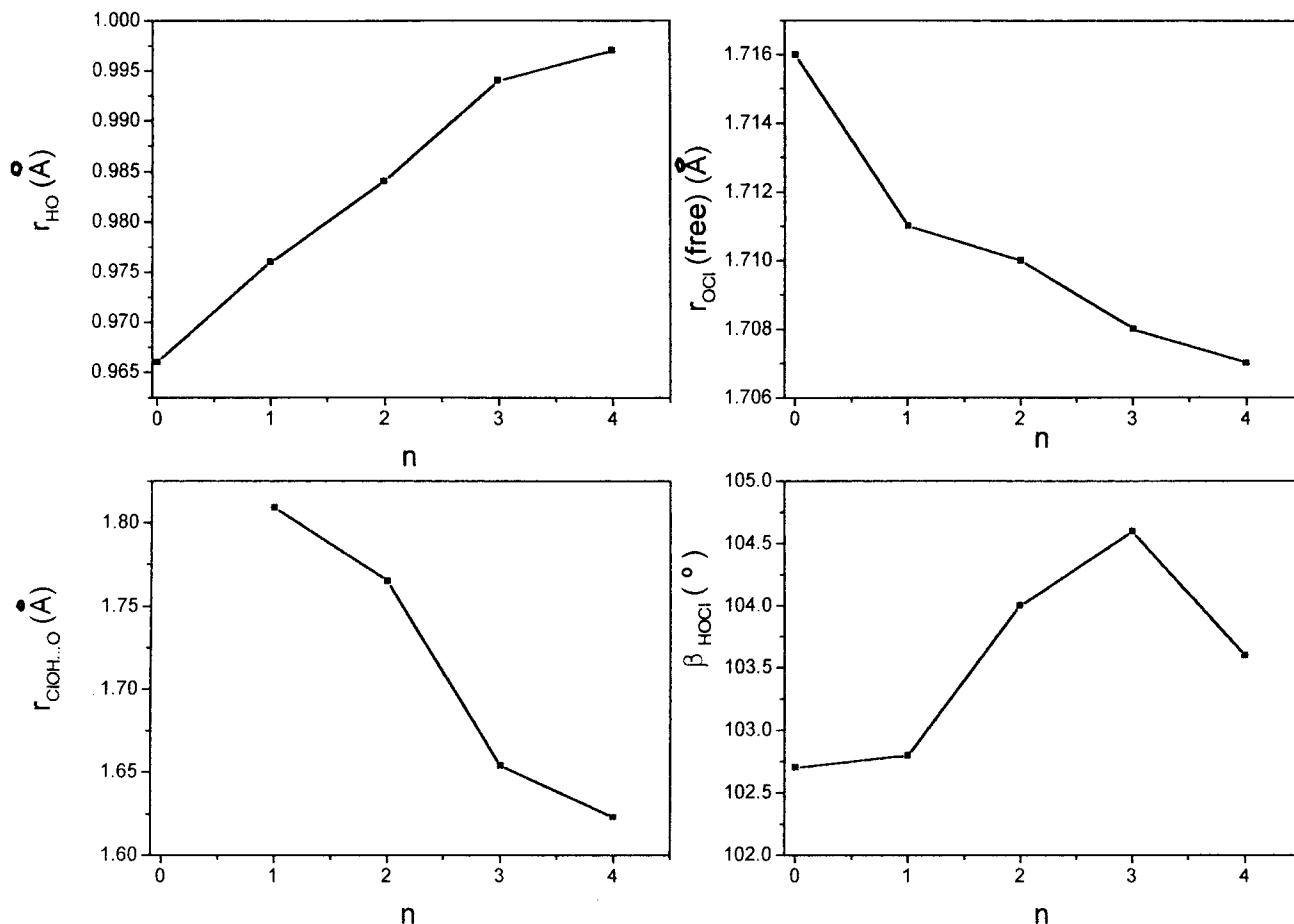 1.000
0.995
0.990
0.985
0.980
0.975
0.970
0.965
r_HO (Å)
0 1 2 3 4
n
1.716
1.714
1.712
1.710
1.708
1.706
r_OCl (free) (Å)
0 1 2 3 4
n
1.80
1.75
1.70
1.65
1.60
r_ClOH...O (Å)
0 1 2 3 4
n
105.0
104.5
104.0
103.5
103.0
102.5
102.0
β_HOCl (°)
0 1 2 3 4
n